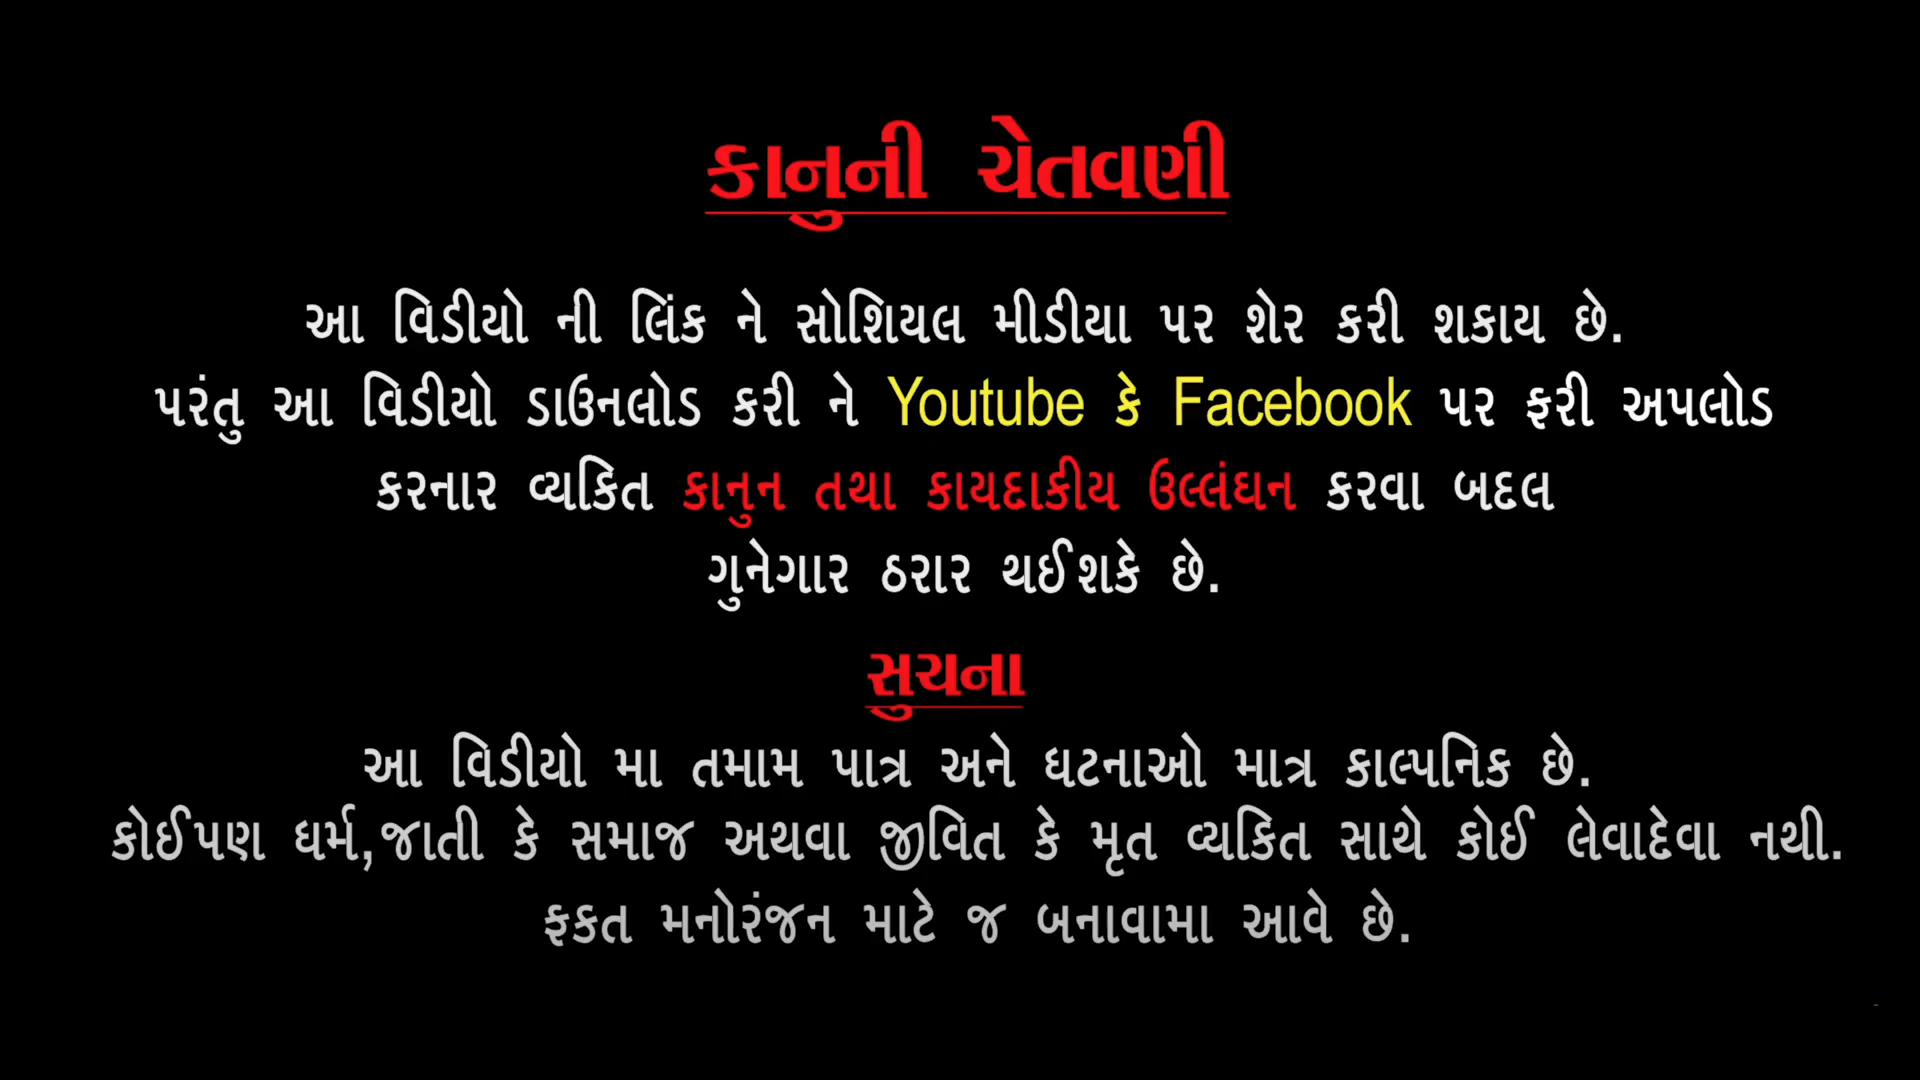 કાનુની ચેતવણી
આ વિડીયો ની લિંક ને સોશિયલ મીડીયા પર શેર કરી શકાય છે.
પરંતુ આ વિડીયો ડાઉનલોડ કરી ને Youtube કે Facebook પર ફરી અપલોડ
કરનાર વ્યકિત કાનુન તથા કાયદાકીય ઉલ્લંઘન કરવા બદલ
ગુનેગાર ઠરાર થઈશકે છે.
સુચના
આ વિડીયો મા તમામ પાત્ર અને ઘટનાઓ માત્ર કાલ્પનિક છે.
કોઈપણ ધર્મ,જાતી કે સમાજ અથવા જીવિત કે મૃત વ્યકિત સાથે કોઈ લેવાદેવા નથી.
ફકત મનોરંજન માટે જ બનાવામા આવે છે.